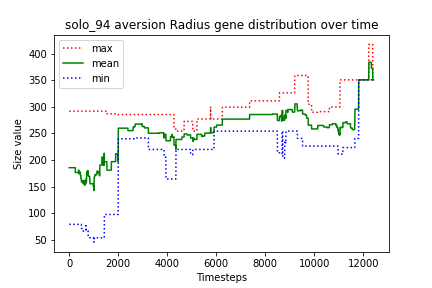 solo_94 aversion Radius gene distribution over time
max
mean
min
Size value
400
350
300
250
200
150
100
50
0 2000 4000 6000 8000 10000 12000
Timesteps